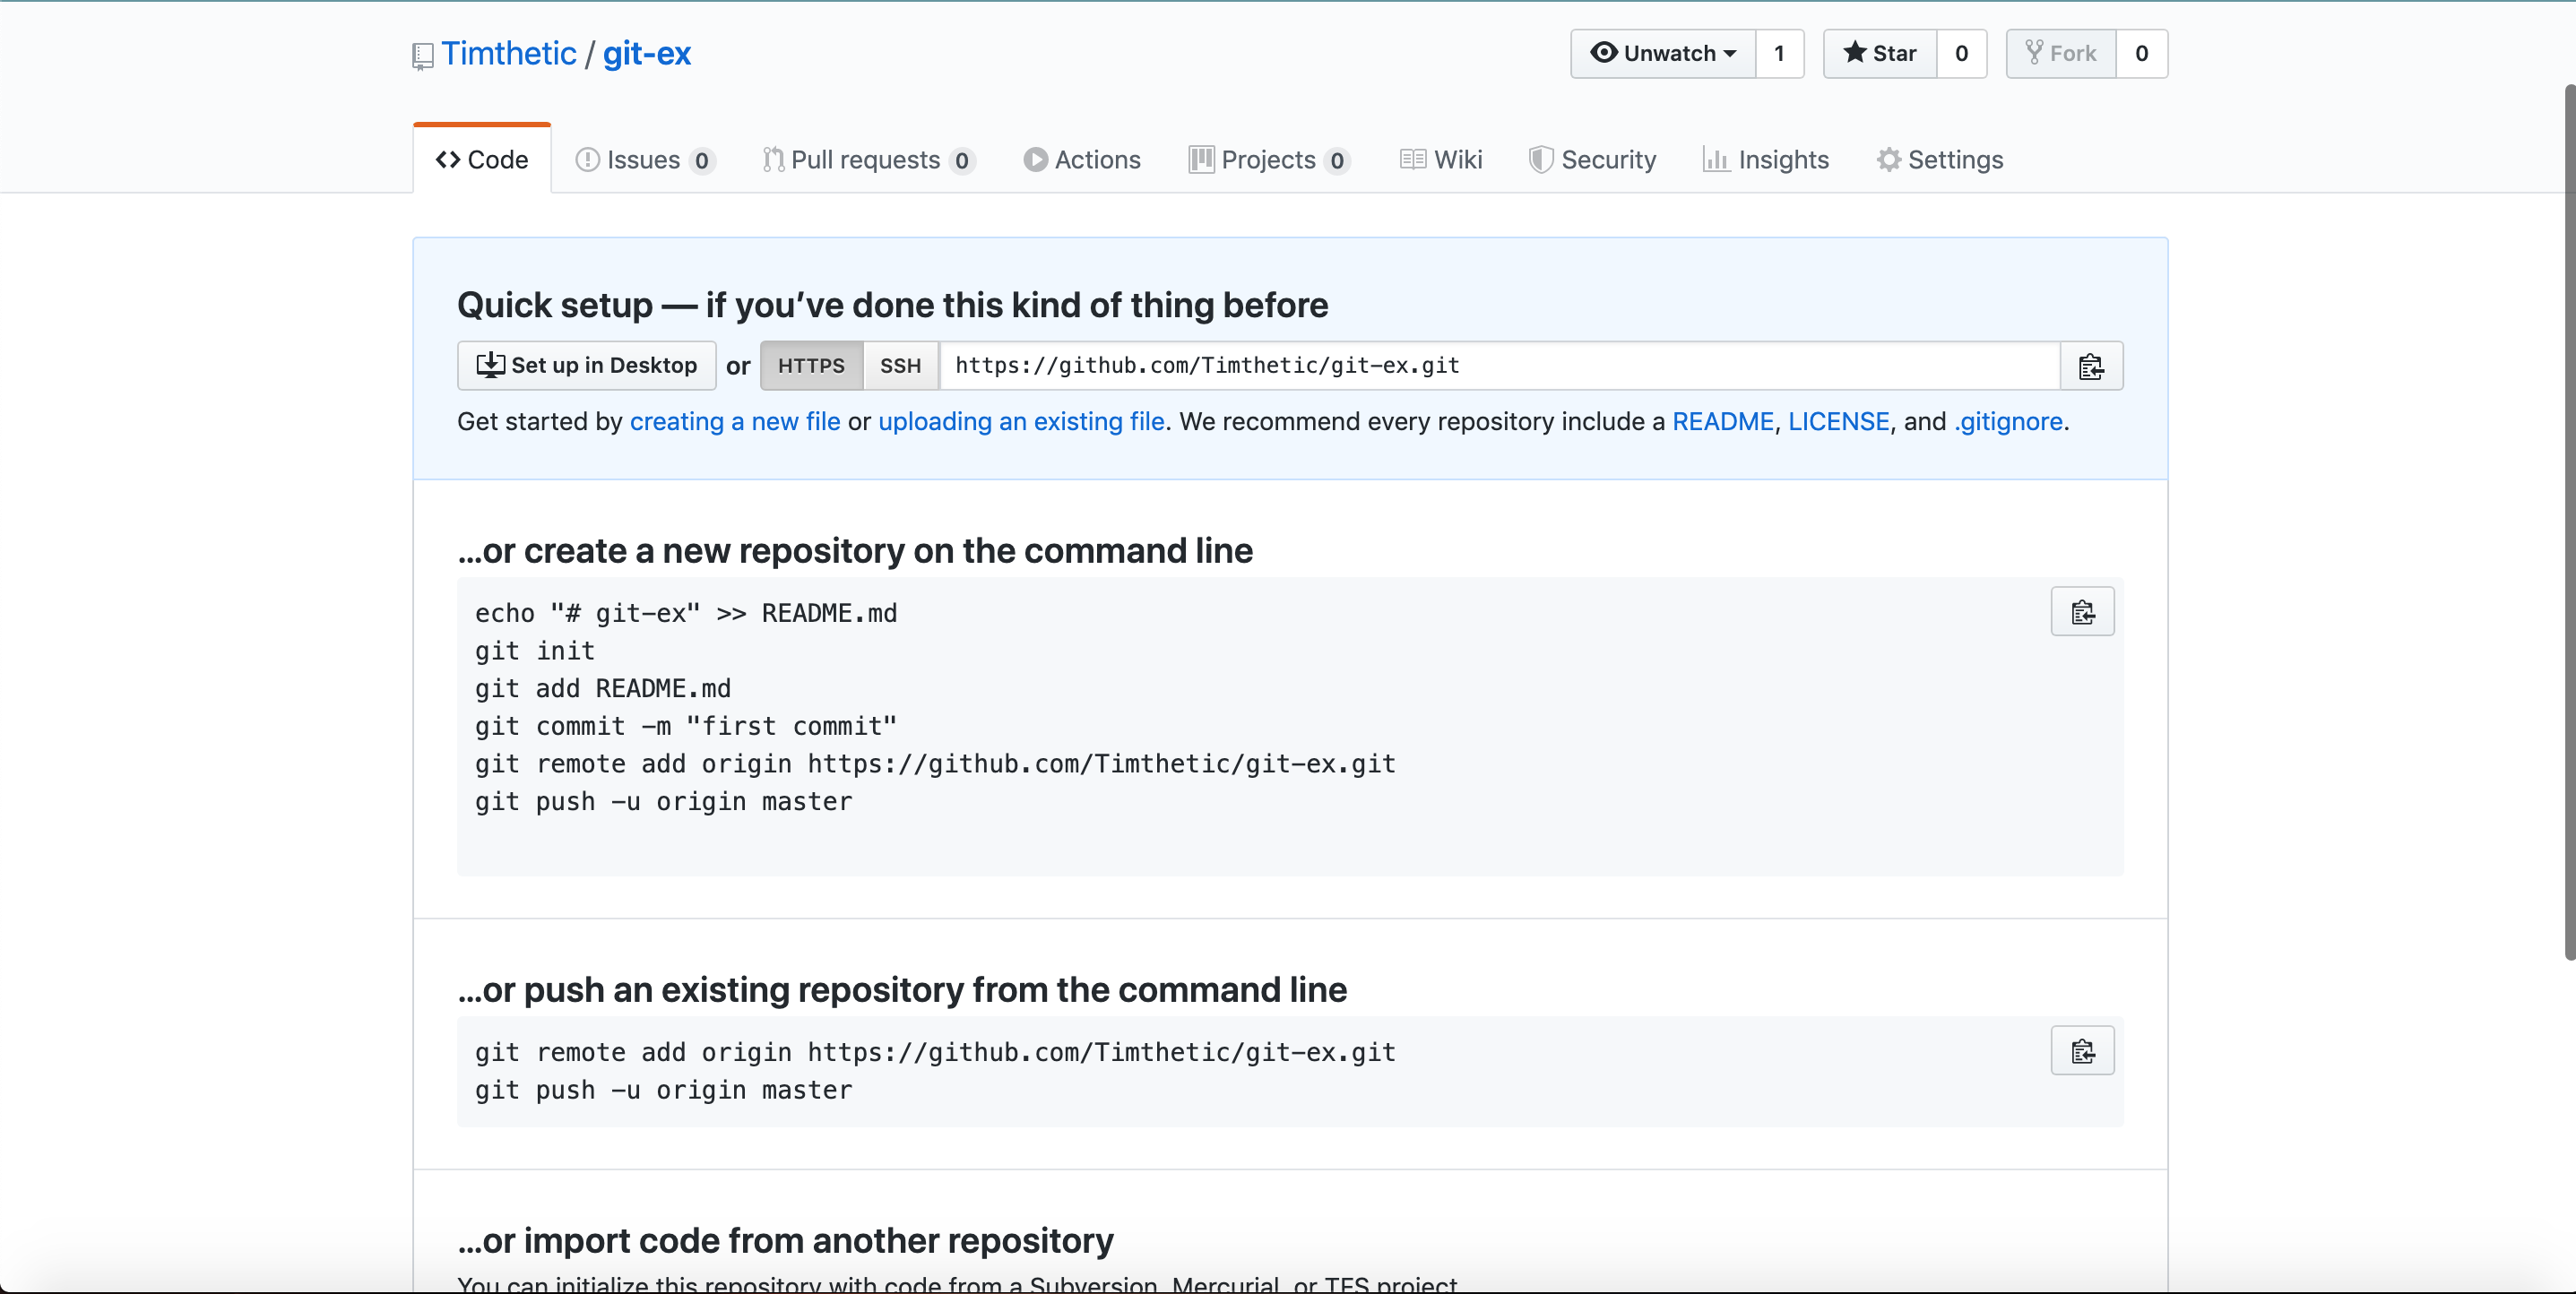 Timthetic / git-ex
Unwatch 1 Star 0 Fork 0
Code Issues 0 Pull requests 0 Actions Projects 0 Wiki Security Insights Settings
Quick setup — if you’ve done this kind of thing before
Set up in Desktop or HTTPS SSH https://github.com/Timthetic/git-ex.git
Get started by creating a new file or uploading an existing file. We recommend every repository include a README, LICENSE, and .gitignore.
…or create a new repository on the command line
echo "# git-ex" >> README.md
git init
git add README.md
git commit -m "first commit"
git remote add origin https://github.com/Timthetic/git-ex.git
git push -u origin master
…or push an existing repository from the command line
git remote add origin https://github.com/Timthetic/git-ex.git
git push -u origin master
…or import code from another repository
You can initialize this repository with code from a Subversion, Mercurial, or TFS project